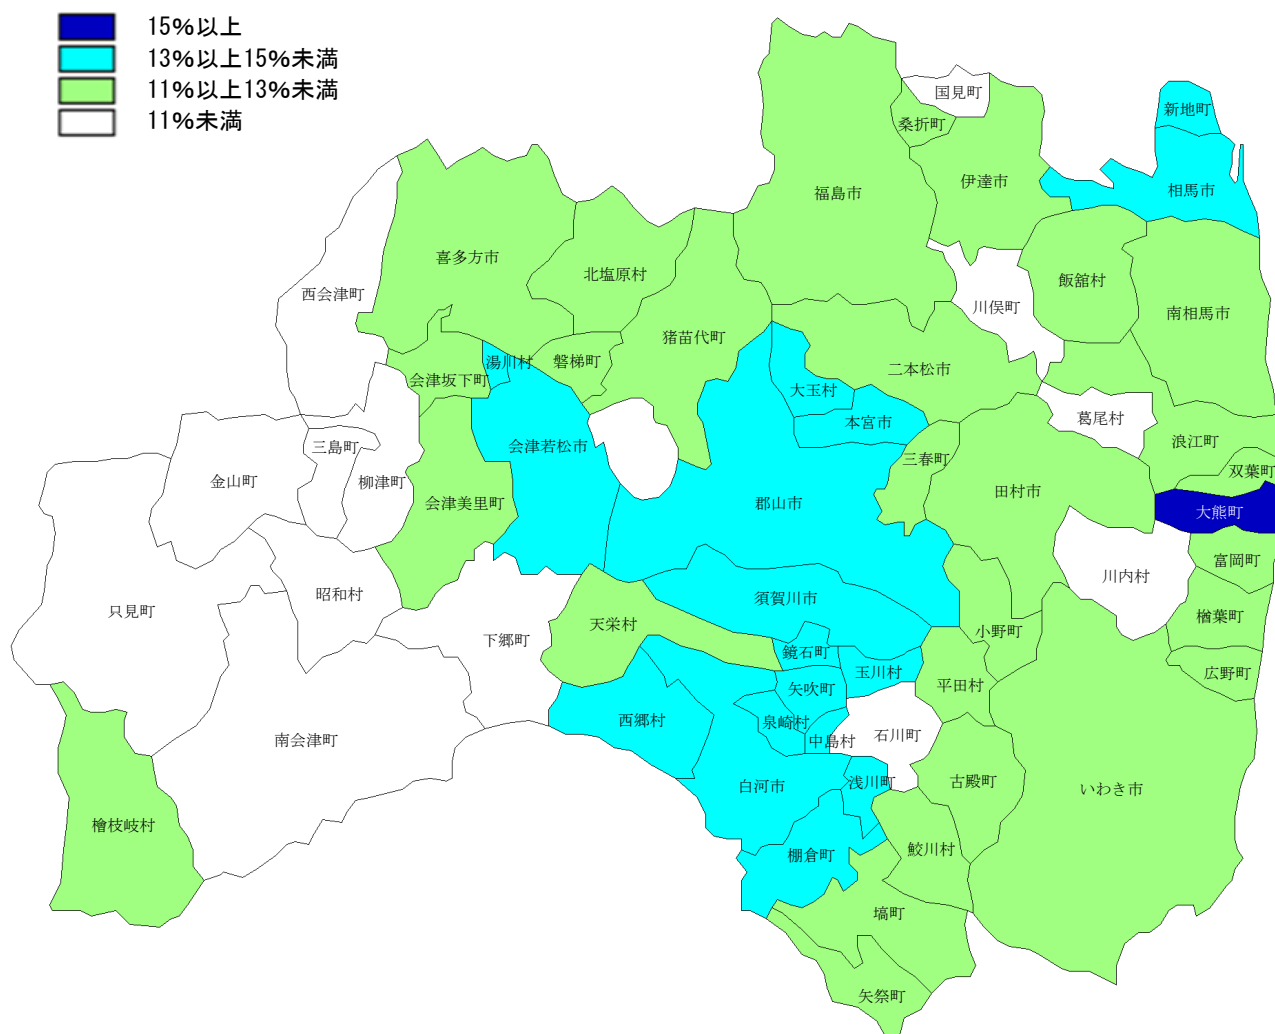 15%以上
13%以上15%未満
11%以上13%未満
11%未満
国見町
新地町
桑折町
伊達市
相馬市
福島市
喜多方市
北塩原村
飯舘村
西会津町
川俣町
南相馬市
猪苗代町
湯川村
磐梯町
二本松市
会津坂下町
大玉村
本宮市
葛尾村
会津若松市
三島町
浪江町
三春町
双葉町
金山町
柳津町
田村市
会津美里町
郡山市
大熊町
富岡町
川内村
昭和村
須賀川市
只見町
楢葉町
天栄村
小野町
下郷町
鏡石町
玉川村
広野町
平田村
矢吹町
西郷村
泉崎村
石川町
南会津町
中島村
古殿町
白河市
浅川町
いわき市
檜枝岐村
鮫川村
棚倉町
塙町
矢祭町